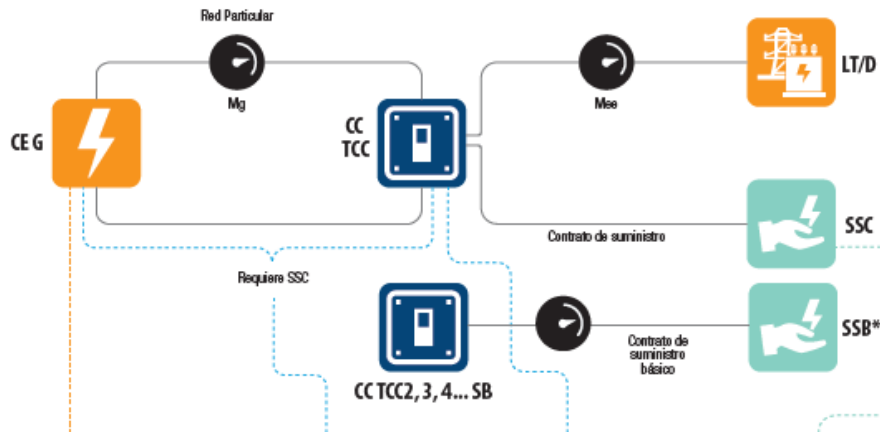 Red Particular
Mg
CE G
CC
TCC
Mee
LT/D
Contrato de suministro
SSC
Requiere SSC
Contrato de
suministro
básico
SSB*
CC TCC2, 3, 4... SB